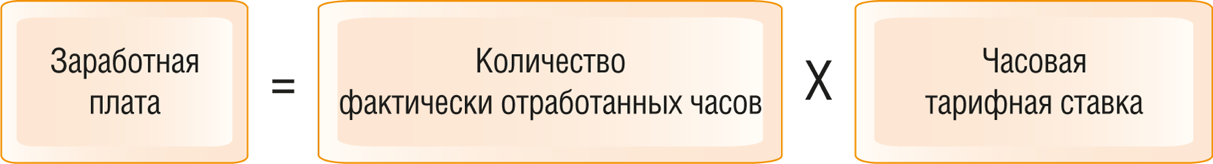 Заработная
плата
=
Количество
фактически отработанных часов
X
Часовая
тарифная ставка